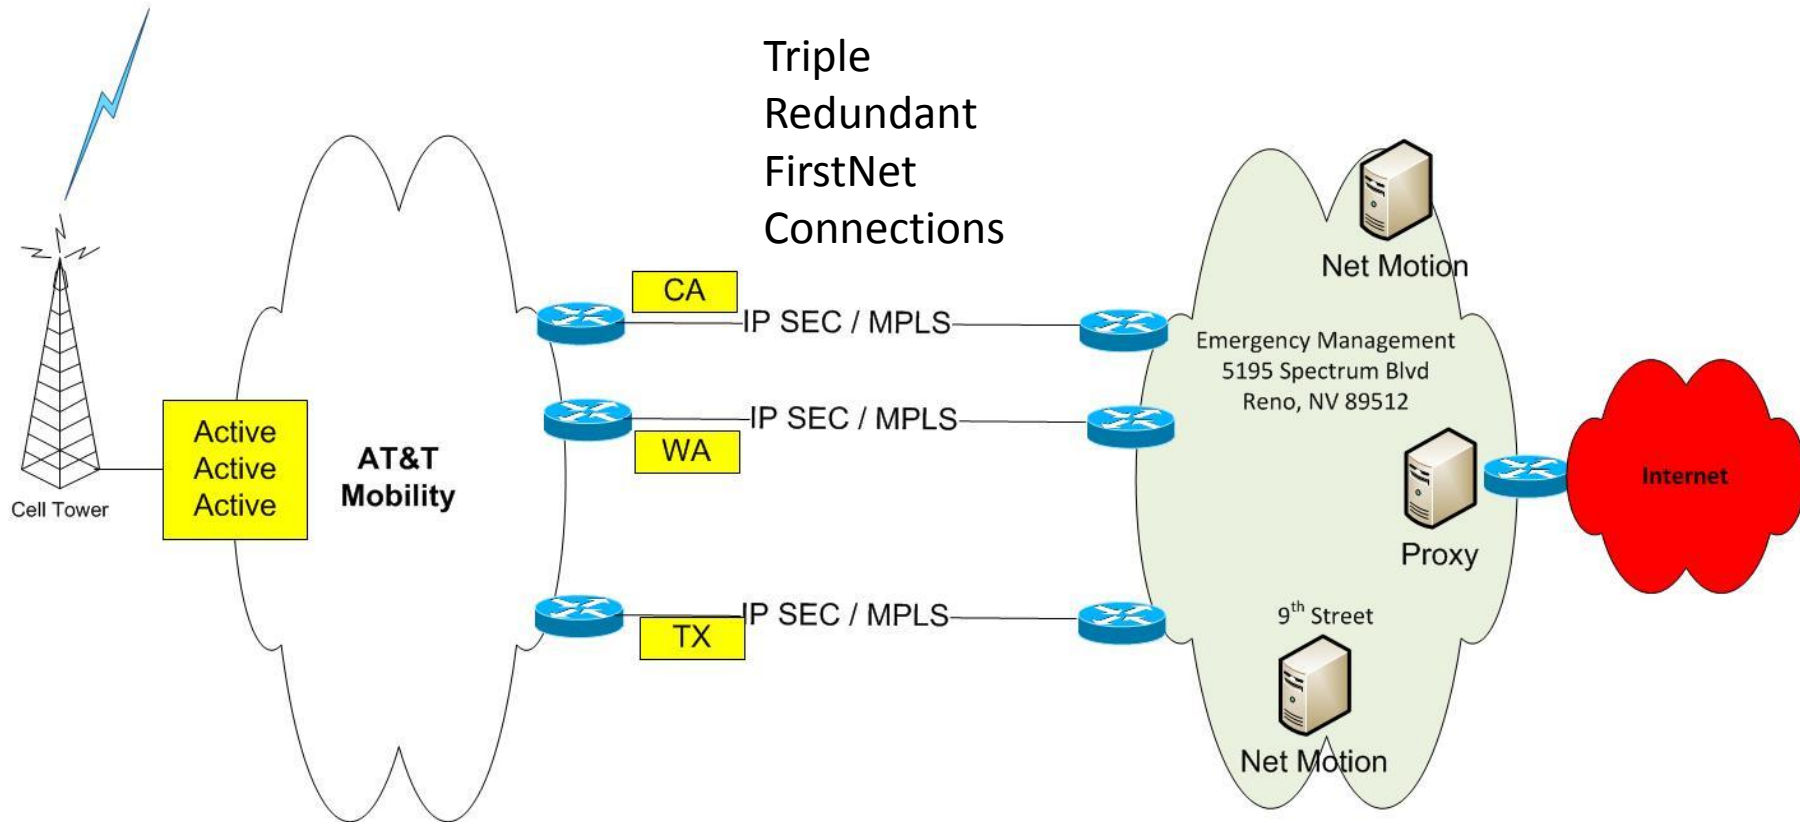 Triple
Redundant
FirstNet
Connections
Net Motion
CA
IP SEC / MPLS
Emergency Management
5195 Spectrum Blvd
Reno, NV 89512
IP SEC / MPLS
WA
Active
Active
Active
AT&T
Mobility
Cell Tower
Internet
Proxy
IP SEC / MPLS
TX
9th Street
Net Motion